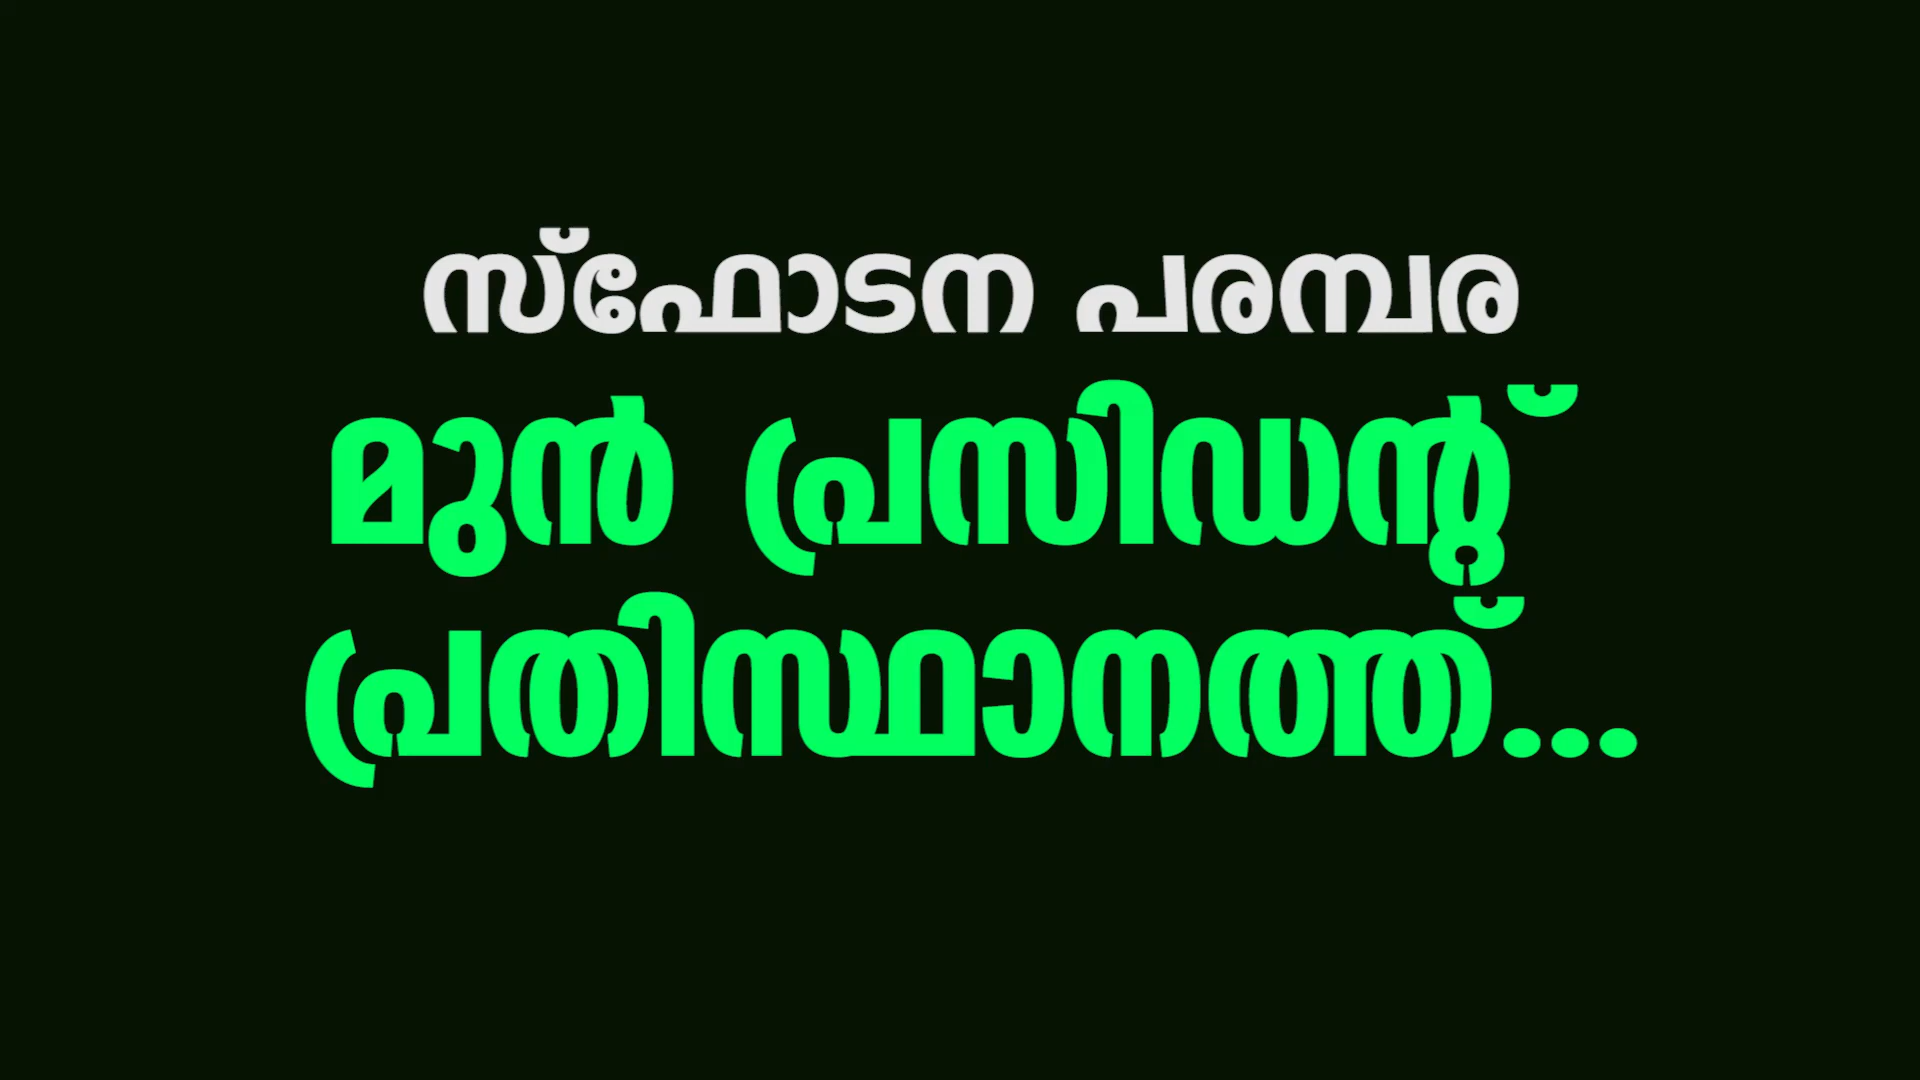 സ്ഫോടന പരമ്പര
മുൻ പ്രസിഡന്റ്
പ്രതിസ്ഥാനത്ത്...